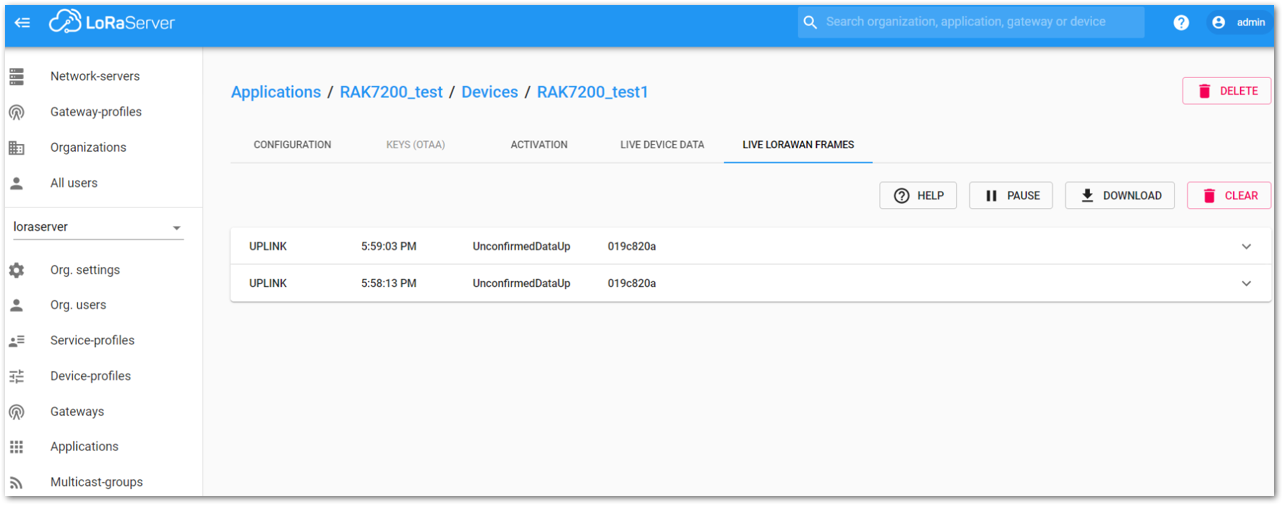 LoRaServer
Search organization, application, gateway or device
? admin
Network-servers
Gateway-profiles
Organizations
All users
loraserver
Org. settings
Org. users
Service-profiles
Device-profiles
Gateways
Applications
Multicast-groups
Applications / RAK7200_test / Devices / RAK7200_test1
DELETE
CONFIGURATION KEYS (OTAA) ACTIVATION LIVE DEVICE DATA LIVE LORAWAN FRAMES
? HELP PAUSE DOWNLOAD CLEAR
UPLINK 5:59:03 PM UnconfirmedDataUp 019c820a
UPLINK 5:58:13 PM UnconfirmedDataUp 019c820a